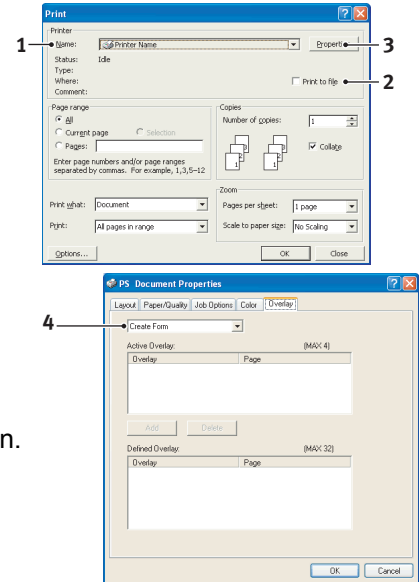 Print
Printer
1 Name: Printer Name Properti 3
Status: Idle
Type:
Where: Print to file 2
Comment:
Page range
All
Current page Selection
Pages:
Enter page numbers and/or page ranges
separated by commas. For example, 1,3,5–12
Copies
Number of copies: 1
Collate
Print what: Document
Print: All pages in range
Zoom
Pages per sheet: 1 page
Scale to paper size: No Scaling
Options... OK Close
PS Document Properties
Layout Paper/Quality Job Options Color Overlay
4 Create Form
Active Overlay: (MAX 4)
Overlay Page
Add Delete
n.
Defined Overlay: (MAX 32)
Overlay Page
OK Cancel